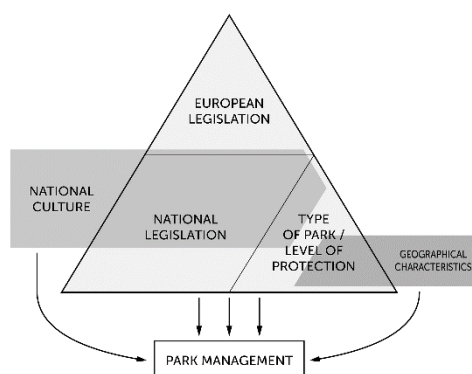 EUROPEAN
LEGISLATION
NATIONAL
CULTURE
NATIONAL
LEGISLATION
TYPE
OF PARK /
LEVEL OF
PROTECTION
GEOGRAPHICAL
CHARACTERISTICS
PARK MANAGEMENT